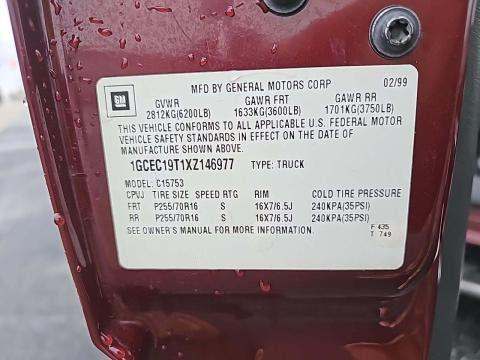 MFD BY GENERAL MOTORS CORP 02/99
GM
GVWR GAWR FRT GAWR RR
2812KG(6200LB) 1633KG(3600LB) 1701KG(3750LB)
THIS VEHICLE CONFORMS TO ALL APPLICABLE U.S. FEDERAL MOTOR
VEHICLE SAFETY STANDARDS IN EFFECT ON THE DATE OF
MANUFACTURE SHOWN ABOVE.
1GCEC19T1XZ146977 TYPE: TRUCK
MODEL: C15753
CPVJ TIRE SIZE SPEED RTG RIM COLD TIRE PRESSURE
FRT P255/70R16 S 16X7/6.5J 240KPA(35PSI)
RR P255/70R16 S 16X7/6.5J 240KPA(35PSI)
SEE OWNER'S MANUAL FOR MORE INFORMATION.
F 435
T 749